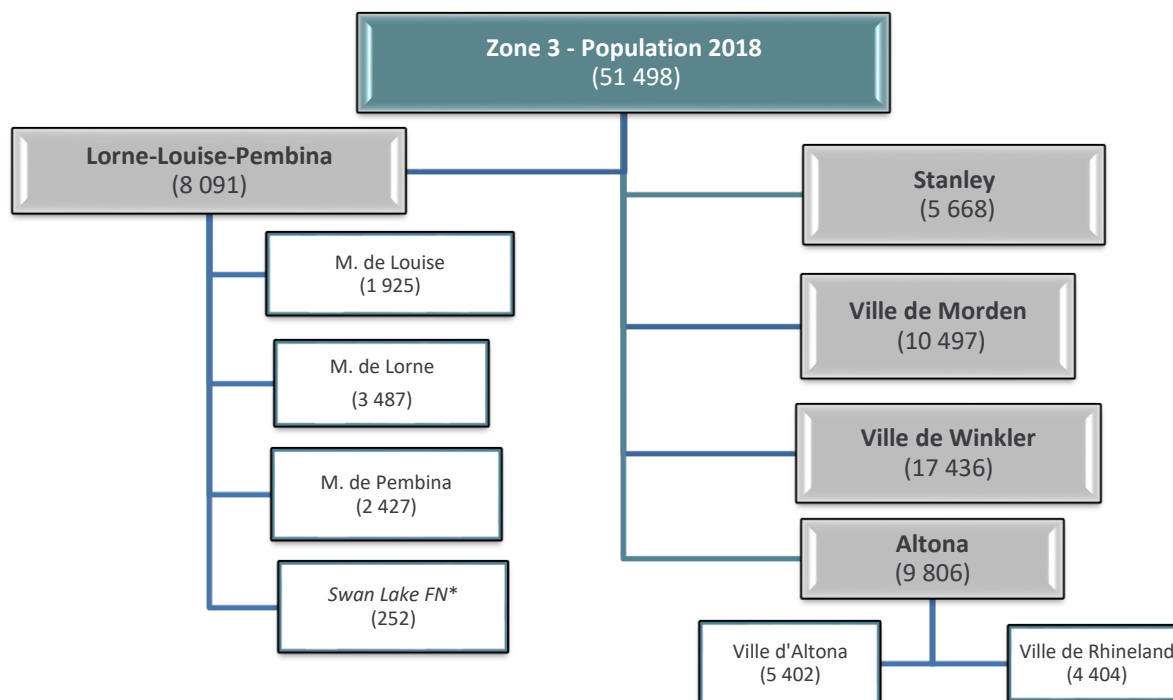 Zone 3 - Population 2018
(51 498)
Lorne-Louise-Pembina
(8 091)
M. de Louise
(1 925)
M. de Lorne
(3 487)
M. de Pembina
(2 427)
Swan Lake FN*
(252)
Stanley
(5 668)
Ville de Morden
(10 497)
Ville de Winkler
(17 436)
Altona
(9 806)
Ville d'Altona
(5 402)
Ville de Rhineland
(4 404)